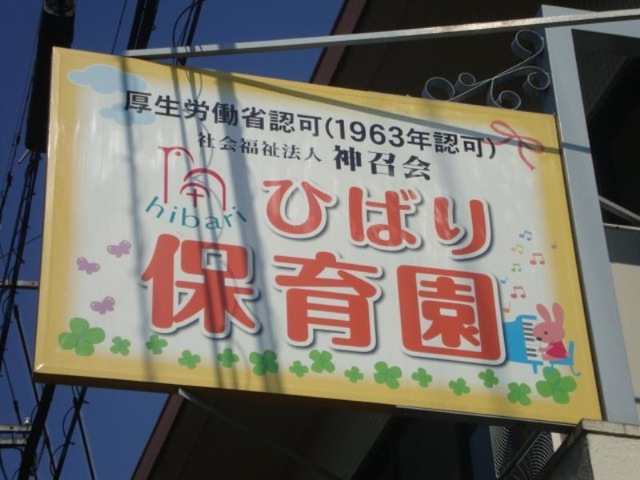 厚生労働省認可(1963年認可)
社会福祉法人 神召会
hibari
ひばり
保育園